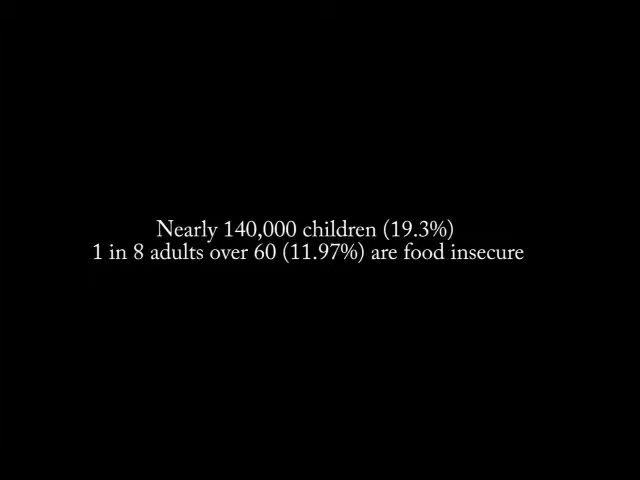 Nearly 140,000 children (19.3%)
1 in 8 adults over 60 (11.97%) are food insecure